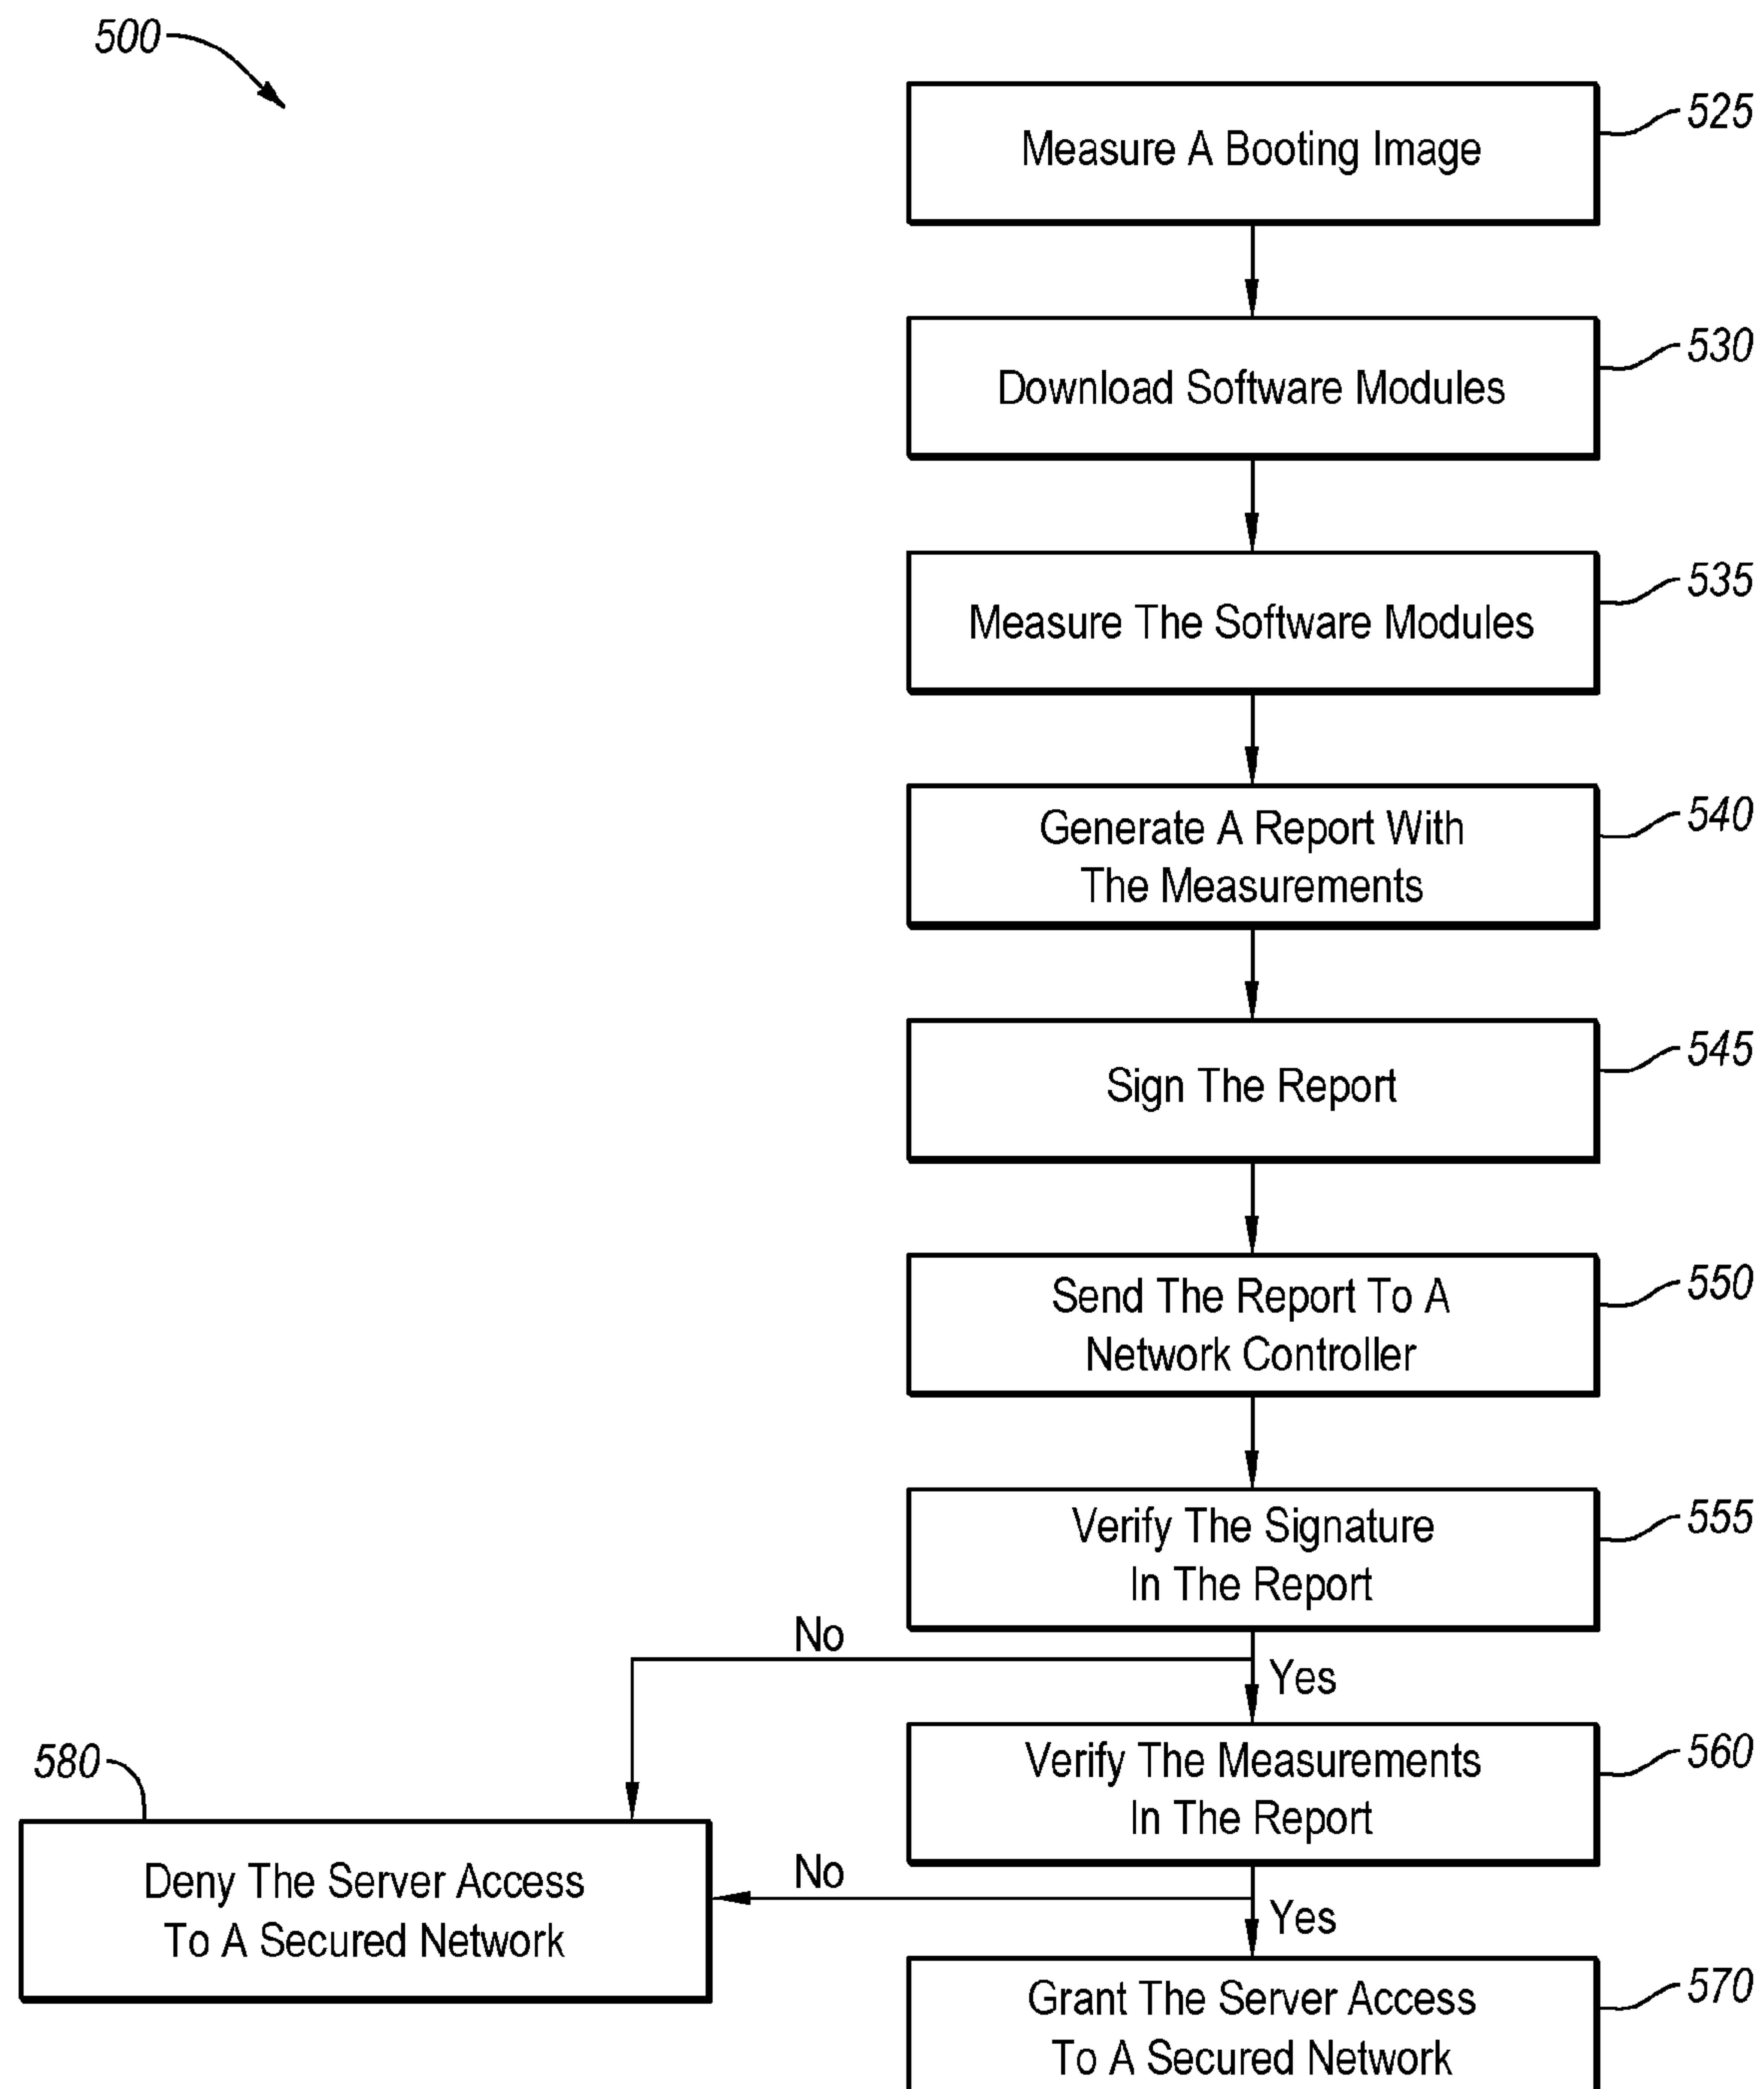 500
Measure A Booting Image
525
Download Software Modules
530
Measure The Software Modules
535
Generate A Report With
The Measurements
540
Sign The Report
545
Send The Report To A
Network Controller
550
Verify The Signature
In The Report
555
No
Yes
Verify The Measurements
In The Report
560
580
Deny The Server Access
To A Secured Network
No
Yes
Grant The Server Access
To A Secured Network
570